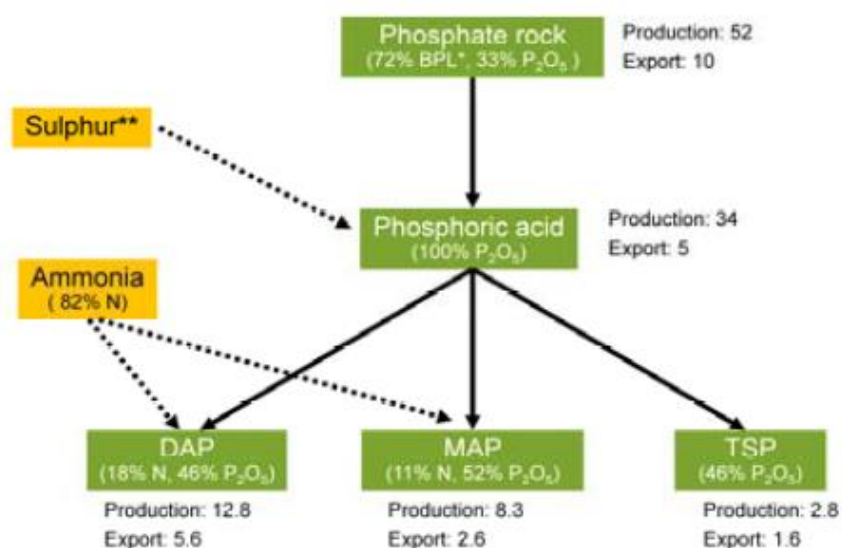 Phosphate rock
(72% BPL*, 33% P₂O₅ )
Production: 52
Export: 10
Sulphur**
Phosphoric acid
(100% P₂O₅)
Production: 34
Export: 5
Ammonia
( 82% N)
DAP
(18% N, 46% P₂O₅)
Production: 12.8
Export: 5.6
MAP
(11% N, 52% P₂O₅)
Production: 8.3
Export: 2.6
TSP
(46% P₂O₅)
Production: 2.8
Export: 1.6